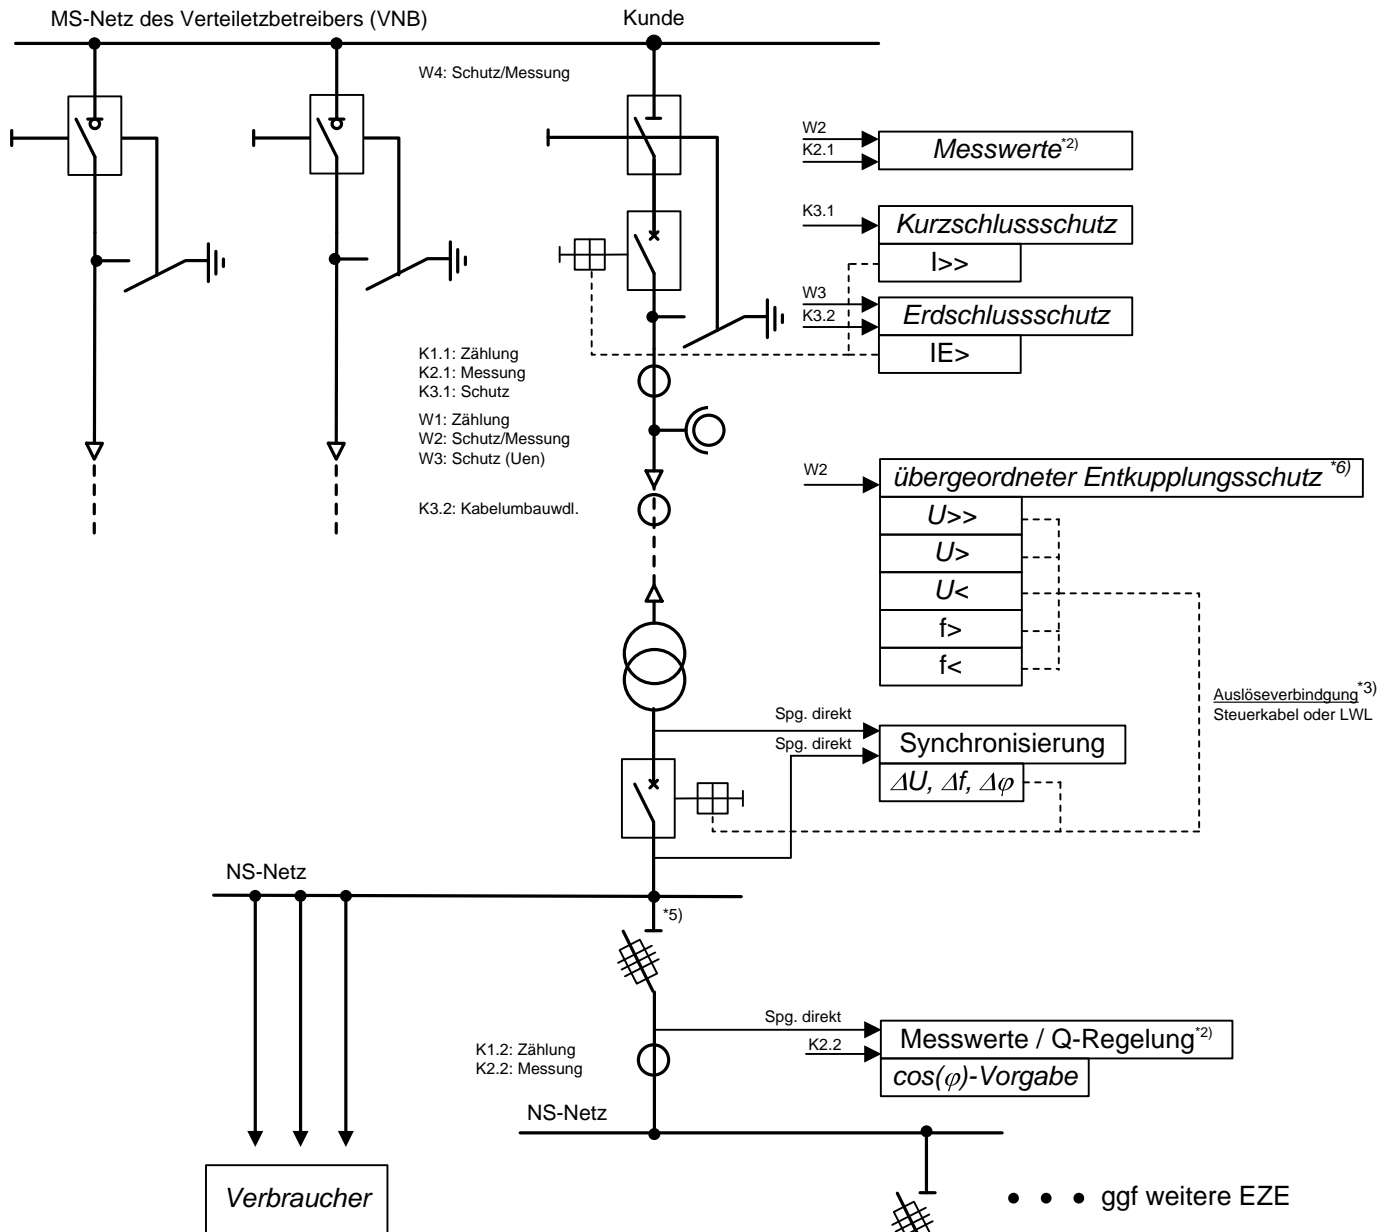 MS-Netz des Verteiletzbetreibers (VNB)
Kunde
W4: Schutz/Messung
W2
K2.1
Messwerte*2)
K3.1
Kurzschlussschutz
I>>
W3
K3.2
Erdschlussschutz
IE>
K1.1: Zählung
K2.1: Messung
K3.1: Schutz
W1: Zählung
W2: Schutz/Messung
W3: Schutz (Uen)
K3.2: Kabelumbauwdl.
W2
übergeordneter Entkupplungsschutz *6)
U>>
U>
U<
f>
f<
Auslöseverbindgung*3)
Steuerkabel oder LWL
Spg. direkt
Spg. direkt
Synchronisierung
ΔU, Δf, Δφ
NS-Netz
*5)
Spg. direkt
K2.2
Messwerte / Q-Regelung*2)
cos(φ)-Vorgabe
K1.2: Zählung
K2.2: Messung
NS-Netz
Verbraucher
• • • ggf weitere EZE